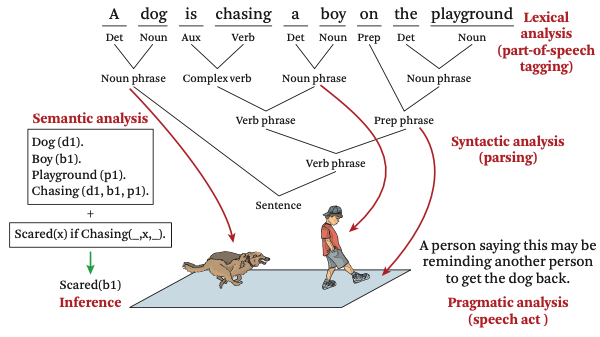 A dog is chasing a boy on the playground
Det Noun Aux Verb Det Noun Prep Det Noun
Lexical
analysis
(part-of-speech
tagging)
Noun phrase Complex verb Noun phrase Noun phrase
Semantic analysis
Verb phrase Prep phrase
Dog (d1).
Boy (b1).
Playground (p1).
Chasing (d1, b1, p1).
Syntactic analysis
(parsing)
Verb phrase
Sentence
+
Scared(x) if Chasing(_,x,_).
Scared(b1)
Inference
A person saying this may be
reminding another person
to get the dog back.
Pragmatic analysis
(speech act )